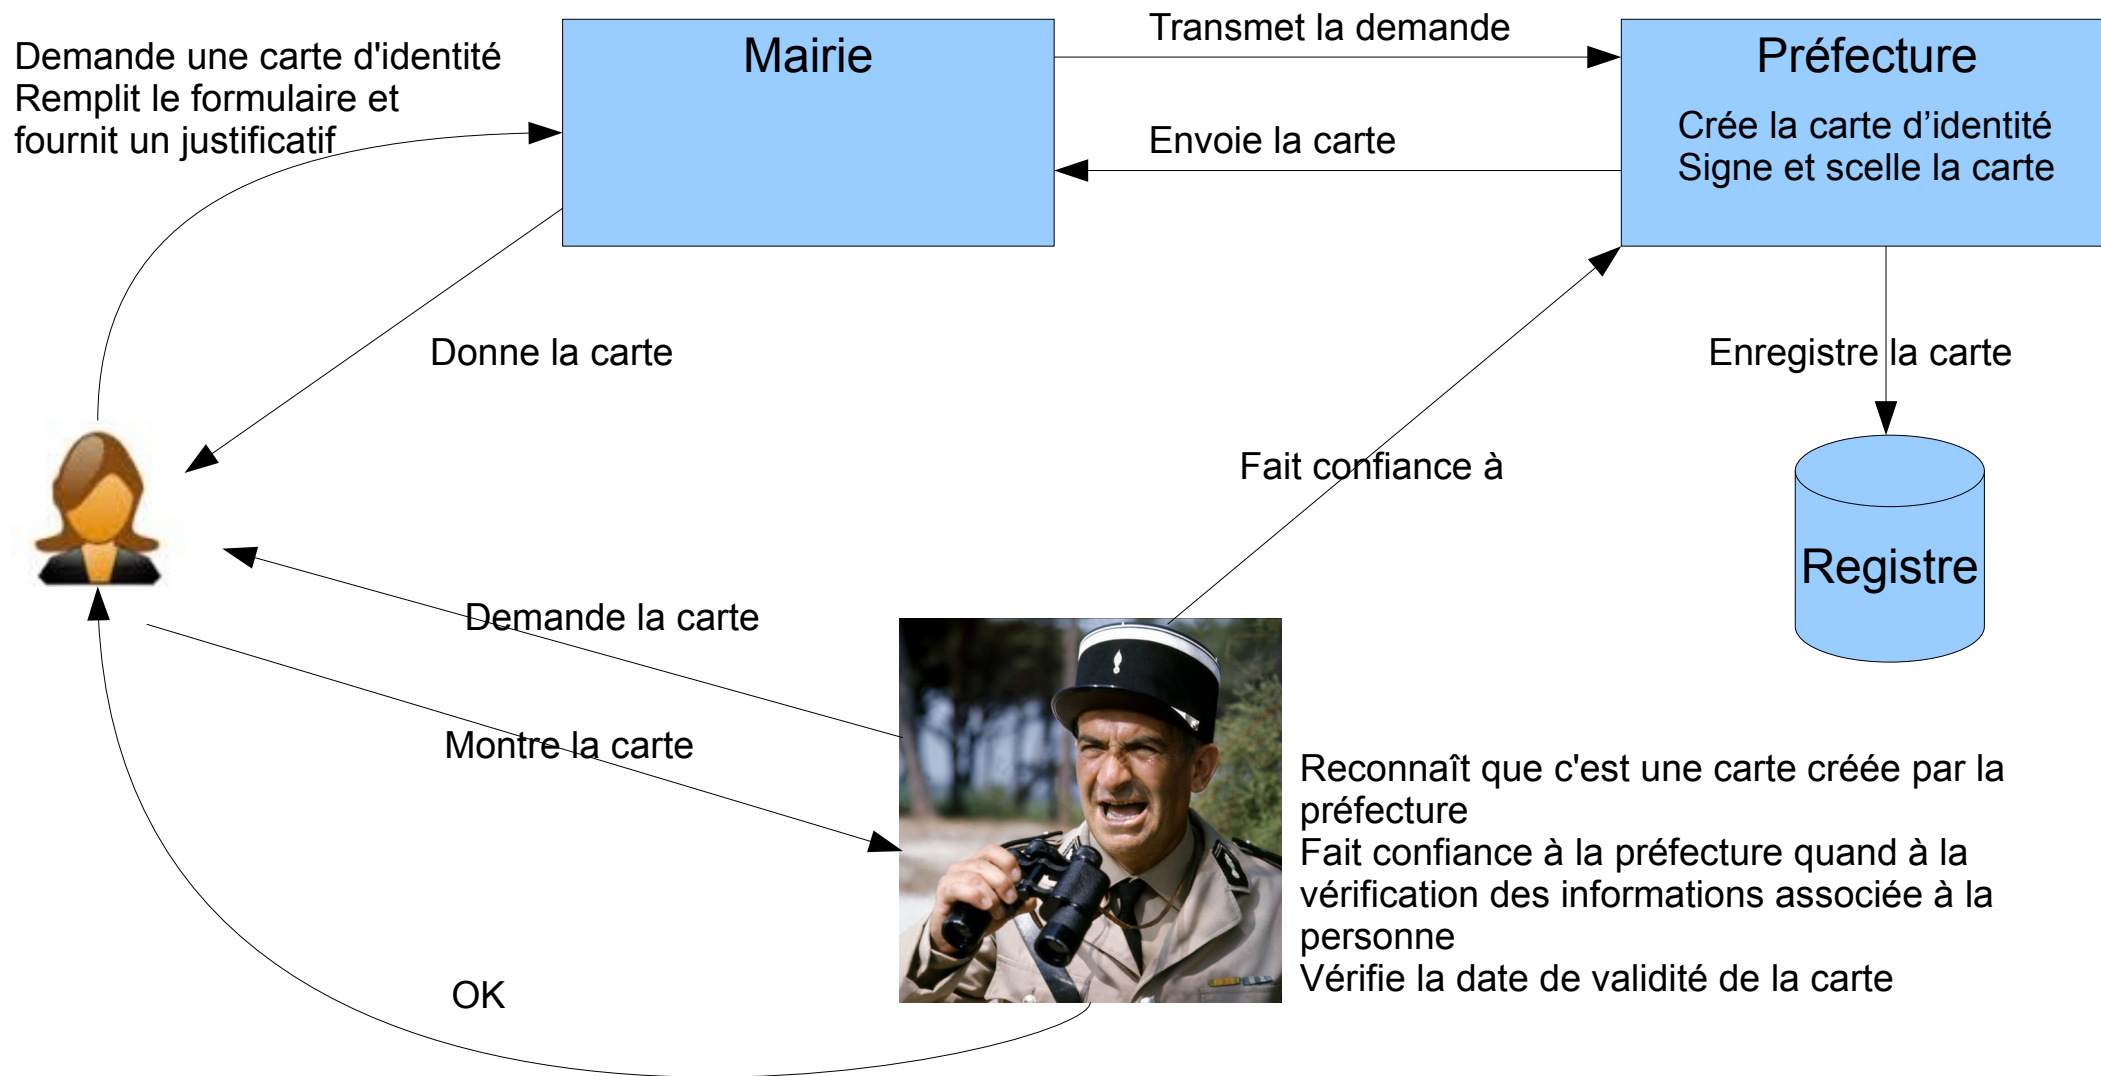 Demande une carte d'identité
Remplit le formulaire et
fournit un justificatif
Mairie
Transmet la demande
Envoie la carte
Préfecture
Crée la carte d’identité
Signe et scelle la carte
Donne la carte
Enregistre la carte
Fait confiance à
Registre
Demande la carte
Montre la carte
Reconnaît que c'est une carte créée par la
préfecture
Fait confiance à la préfecture quand à la
vérification des informations associée à la
personne
Vérifie la date de validité de la carte
OK